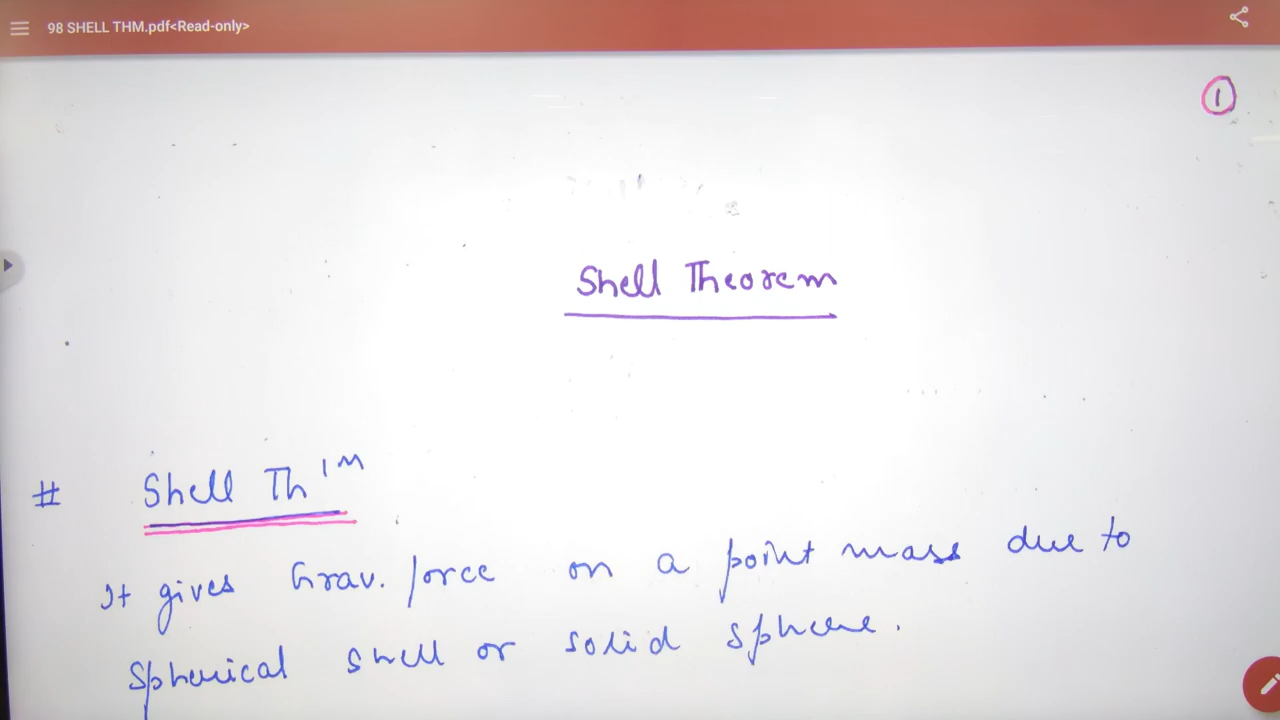 98 SHELL THM.pdf<Read-only>
1
Shell Theorem
# Shell Th'm
It gives Grav. force on a point mass due to
Spherical shell or solid sphere.